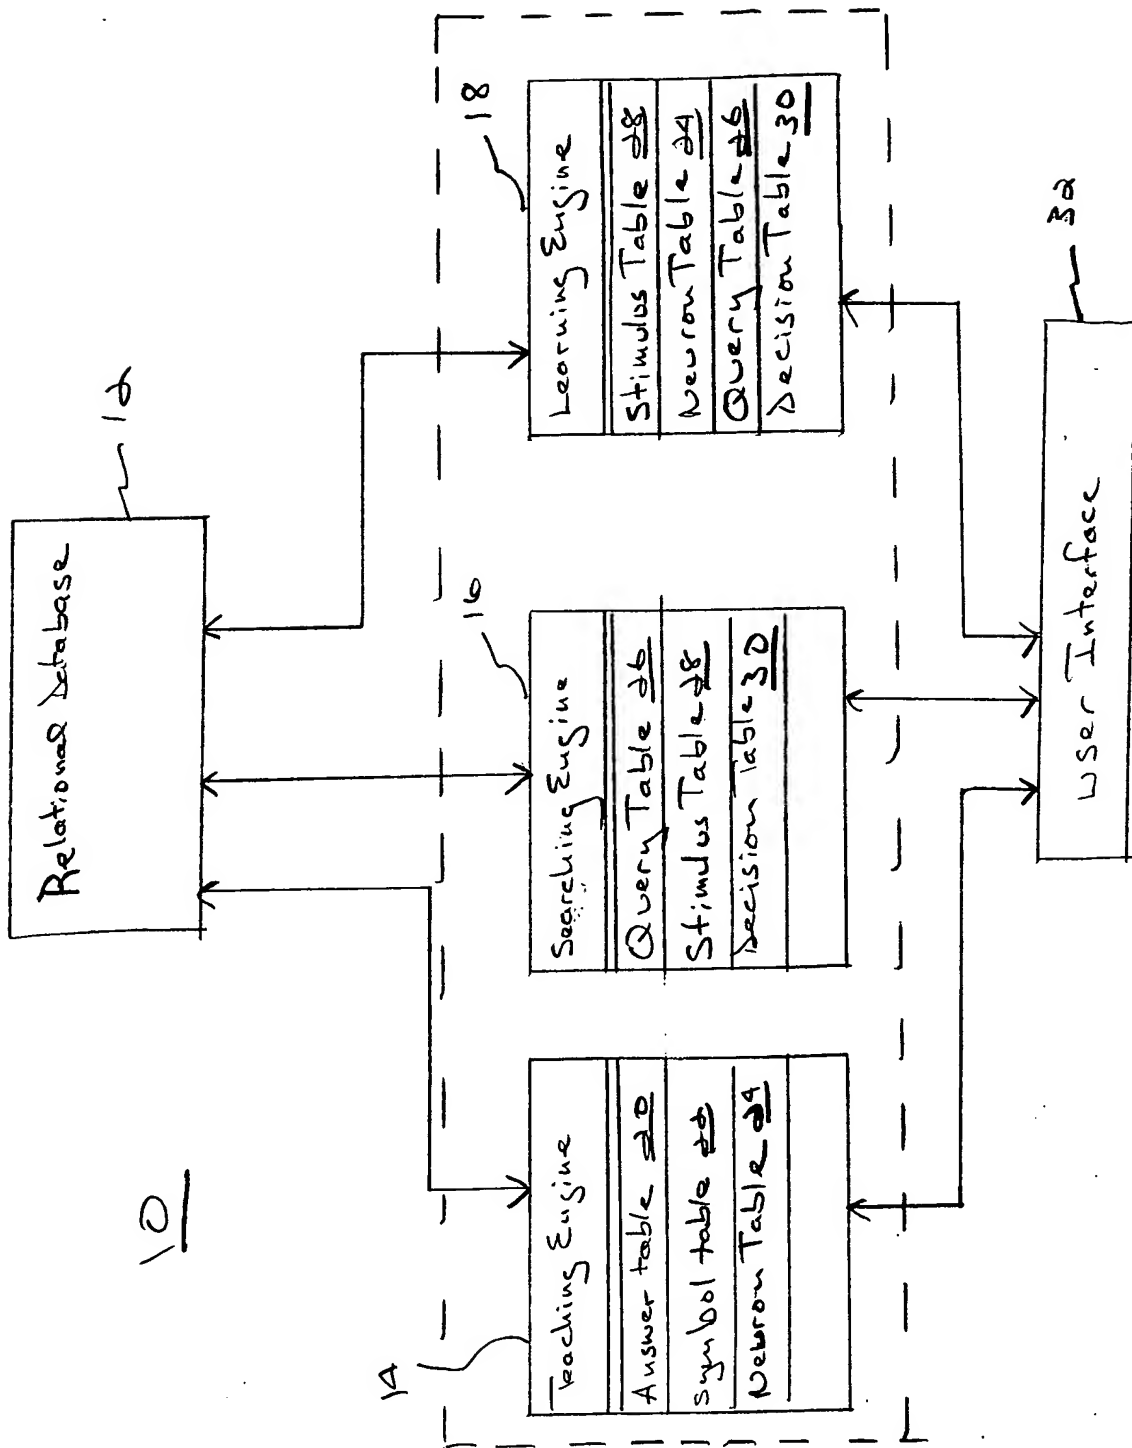 10
Relational Database
12
14
Teaching Engine
Answer table 20
Symbol table 22
Neuron Table 24
16
Searching Engine
Query Table 26
Stimulus Table 28
Decision Table 30
18
Learning Engine
Stimulus Table 28
Neuron Table 24
Query Table 26
Decision Table 30
User Interface
32